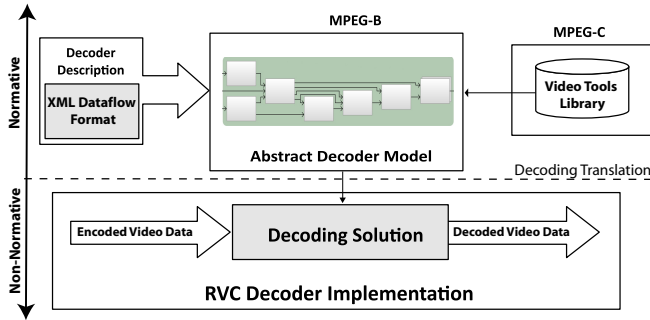 MPEG-B
MPEG-C
Normative
Decoder
Description
XML Dataflow
Format
Video Tools
Library
Abstract Decoder Model
Decoding Translation
Non-Normative
Encoded Video Data
Decoding Solution
Decoded Video Data
RVC Decoder Implementation